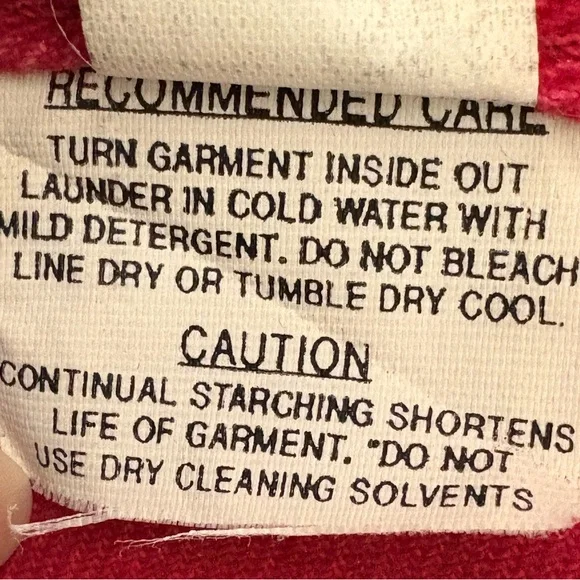 RECOMMENDED CARE
TURN GARMENT INSIDE OUT
LAUNDER IN COLD WATER WITH
MILD DETERGENT. DO NOT BLEACH
LINE DRY OR TUMBLE DRY COOL.
CAUTION
CONTINUAL STARCHING SHORTENS
LIFE OF GARMENT. "DO NOT
USE DRY CLEANING SOLVENTS